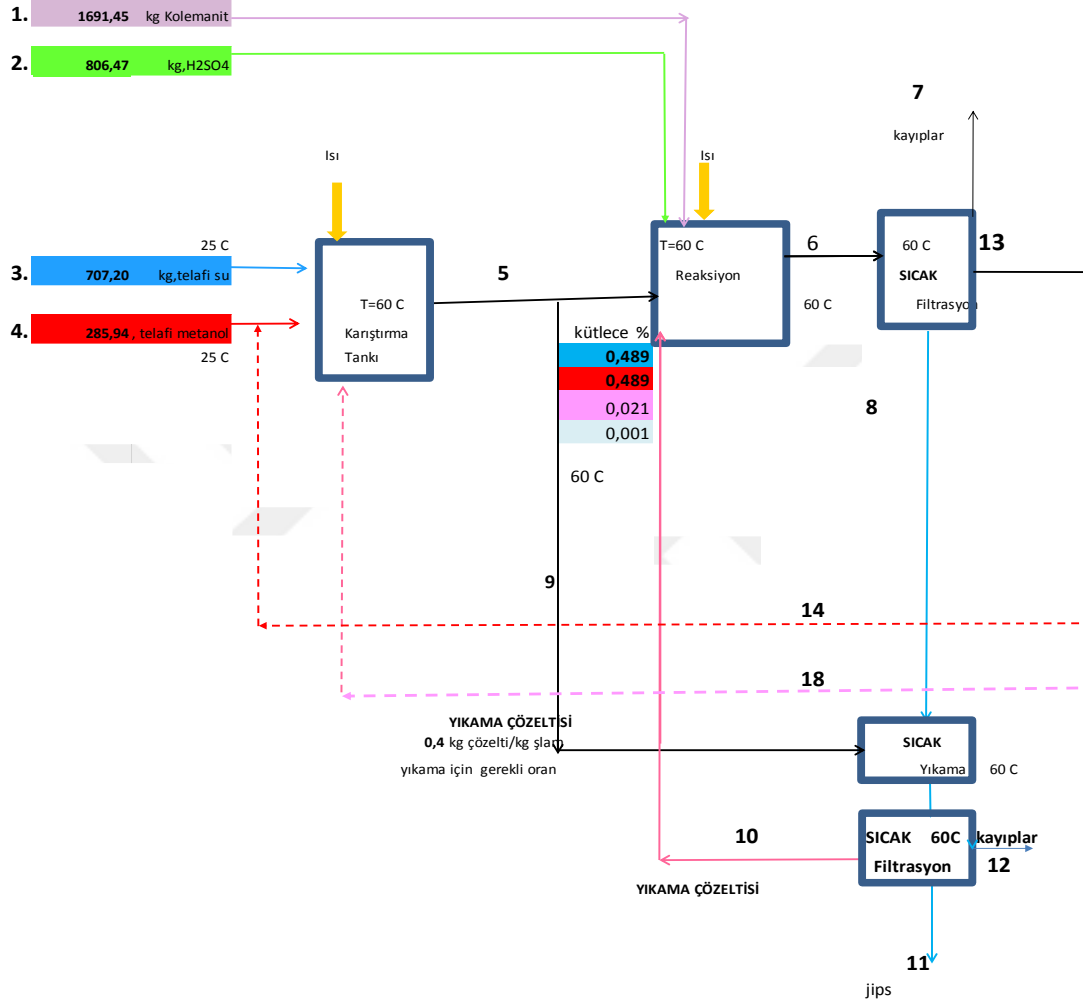 1. 1691,45 kg Kolemanit
2. 806,47 kg,H2SO4
7
kayıplar
Isı
Isı
25 C
3. 707,20 kg,telafi su
4. 285,94 , telafi metanol
25 C
T=60 C
Karıştırma
Tankı
5
T=60 C
Reaksiyon
6
60 C
60 C
SICAK
Filtrasyon
13
kütlece %
0,489
0,489
0,021
0,001
60 C
8
9
14
18
YIKAMA ÇÖZELTİSİ
0,4 kg çözelti/kg şlam
yıkama için gerekli oran
SICAK
Yıkama
60 C
10
SICAK 60C
Filtrasyon
kayıplar
12
YIKAMA ÇÖZELTİSİ
11
jips